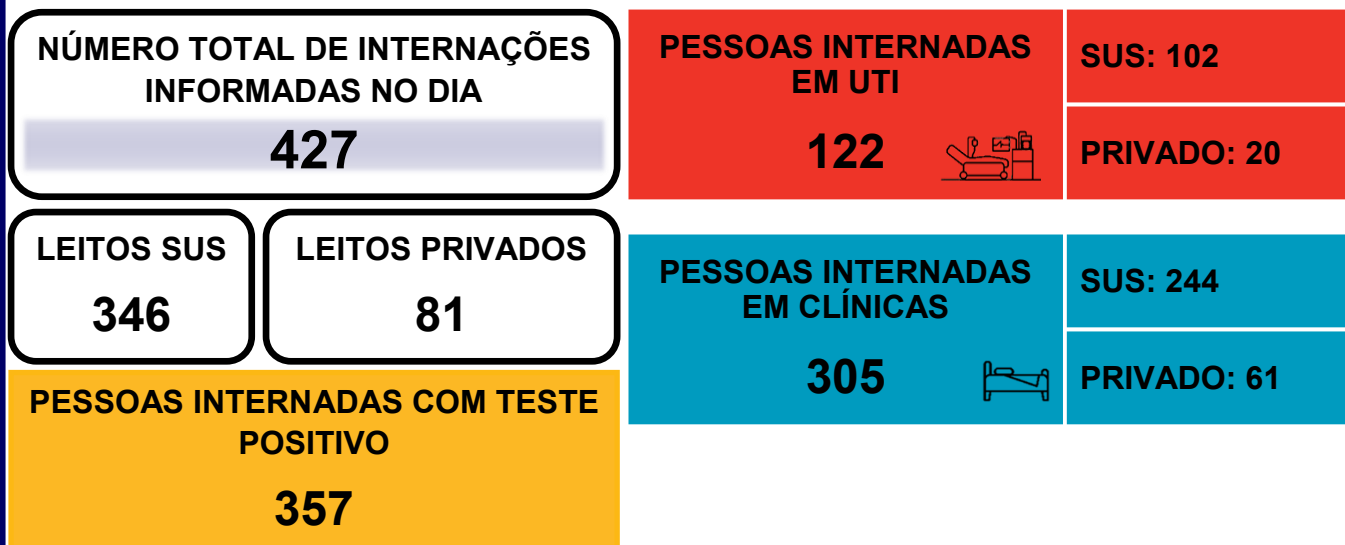 NÚMERO TOTAL DE INTERNAÇÕES
INFORMADAS NO DIA
427
LEITOS SUS
346
LEITOS PRIVADOS
81
PESSOAS INTERNADAS COM TESTE
POSITIVO
357
PESSOAS INTERNADAS
EM UTI
122
SUS: 102
PRIVADO: 20
PESSOAS INTERNADAS
EM CLÍNICAS
305
SUS: 244
PRIVADO: 61